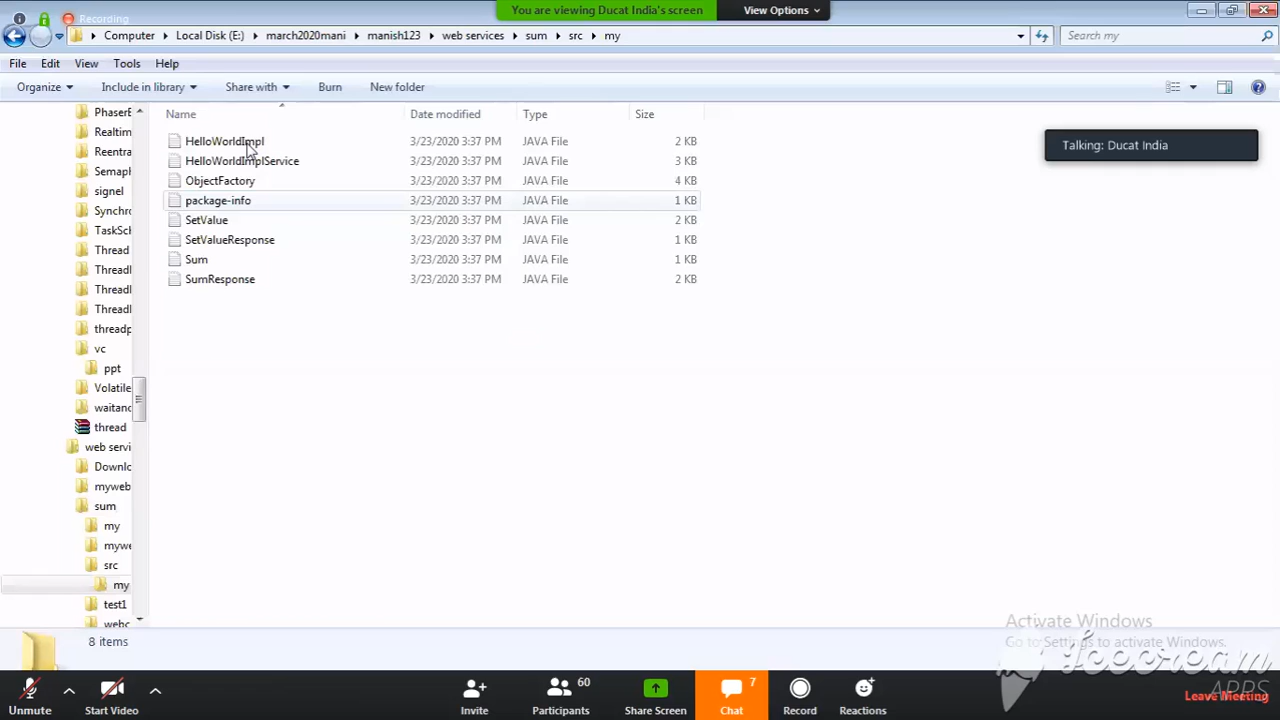 Recording
You are viewing Ducat India's screen
View Options
Computer Local Disk (E:) march2020mani manish123 web services sum src my
Search my
File Edit View Tools Help
Organize Include in library Share with Burn New folder
Name Date modified Type Size
PhaserE
HelloWorldImpl 3/23/2020 3:37 PM JAVA File 2 KB
Realtim
HelloWorldImplService 3/23/2020 3:37 PM JAVA File 3 KB
Reentra
ObjectFactory 3/23/2020 3:37 PM JAVA File 4 KB
Semaph
package-info 3/23/2020 3:37 PM JAVA File 1 KB
signel
SetValue 3/23/2020 3:37 PM JAVA File 2 KB
Synchro
SetValueResponse 3/23/2020 3:37 PM JAVA File 1 KB
TaskSch
Sum 3/23/2020 3:37 PM JAVA File 1 KB
Thread
SumResponse 3/23/2020 3:37 PM JAVA File 2 KB
Talking: Ducat India
ThreadI
ThreadI
ThreadI
threadp
vc
ppt
Volatile
waitanc
thread
web servi
Downlo
myweb
sum
my
mywe
src
my
test1
webc
8 items
Activate Windows
Go to Settings to activate Windows.
Icecream
APPS
Unmute
Start Video
Invite
60
Participants
Share Screen
7
Chat
Record
Reactions
Leave Meeting